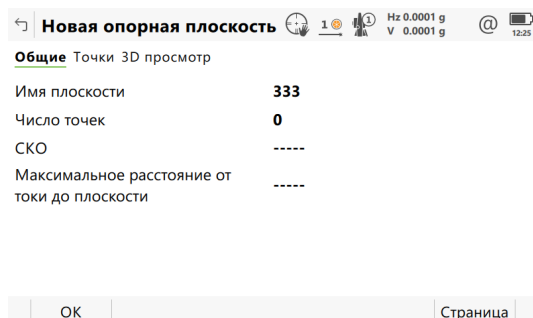 Новая опорная плоскость 1 1 Hz 0.0001 g
V 0.0001 g
@ 12:25
Общие Точки 3D просмотр
Имя плоскости 333
Число точек 0
СКО -----
Максимальное расстояние от
токи до плоскости -----
ОК Страница